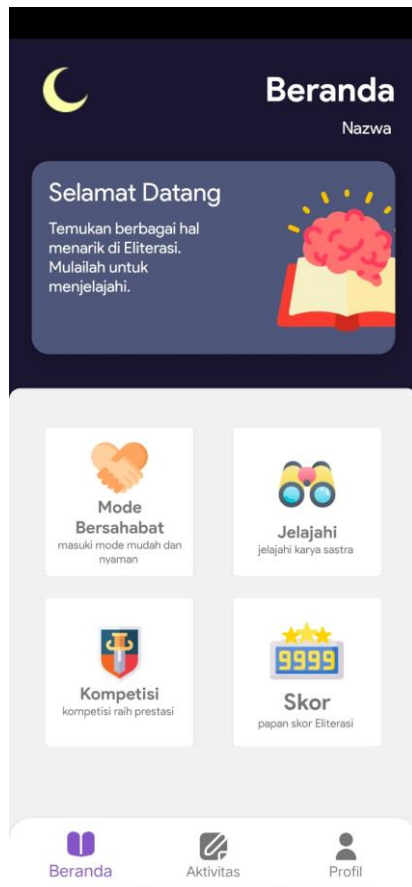 Beranda
Nazwa
Selamat Datang
Temukan berbagai hal
menarik di Eliterasi.
Mulailah untuk
menjelajahi.
Mode
Bersahabat
masuki mode mudah dan
nyaman
Jelajahi
jelajahi karya sastra
Kompetisi
kompetisi raih prestasi
9999
Skor
papan skor Eliterasi
Beranda
Aktivitas
Profil